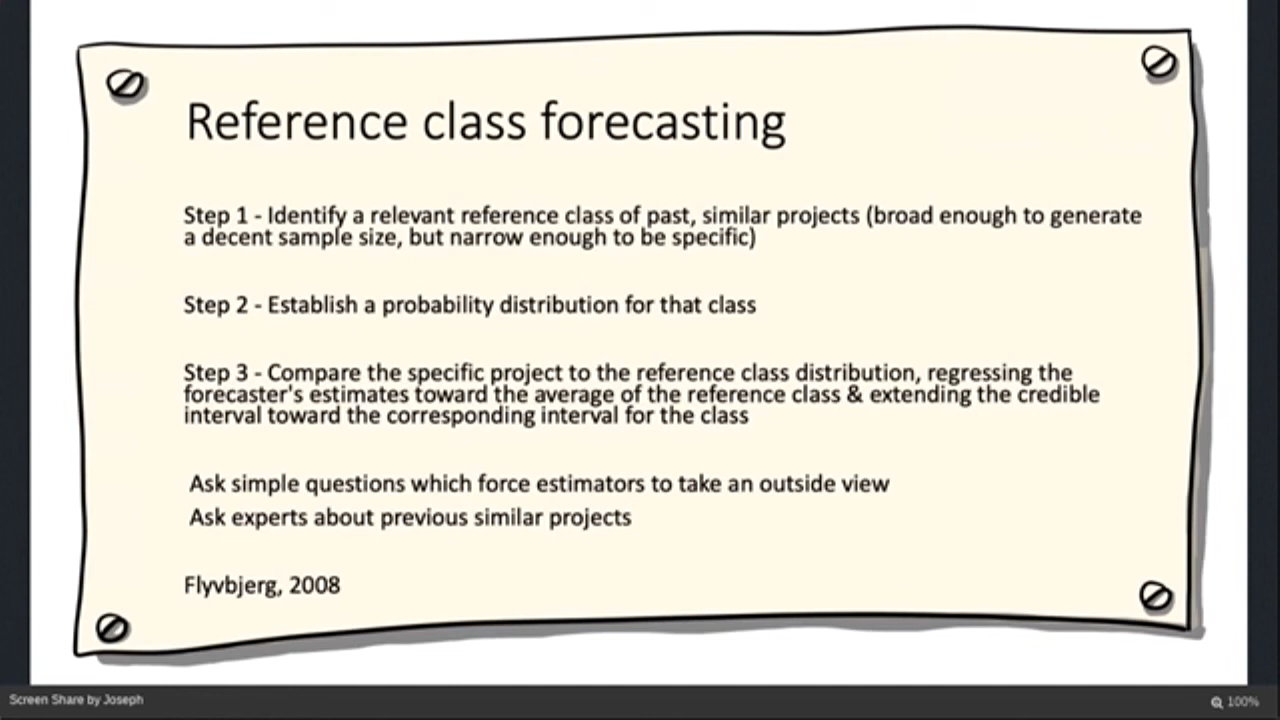 Reference class forecasting
Step 1 - Identify a relevant reference class of past, similar projects (broad enough to generate
a decent sample size, but narrow enough to be specific)
Step 2 - Establish a probability distribution for that class
Step 3 - Compare the specific project to the reference class distribution, regressing the
forecaster's estimates toward the average of the reference class & extending the credible
interval toward the corresponding interval for the class
Ask simple questions which force estimators to take an outside view
Ask experts about previous similar projects
Flyvbjerg, 2008
Screen Share by Joseph
100%